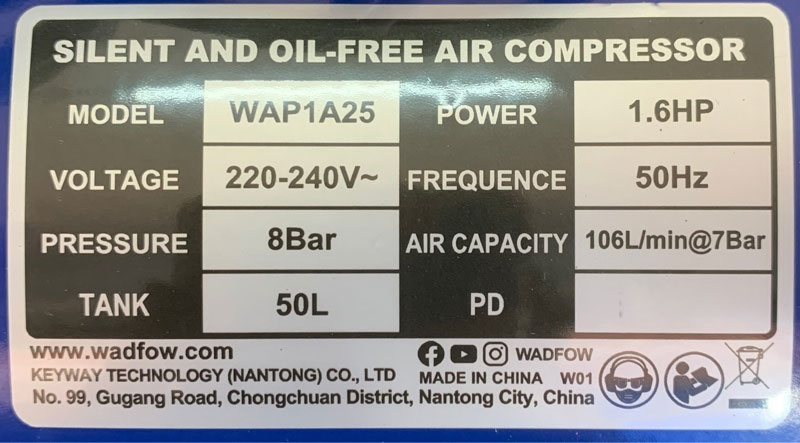 SILENT AND OIL-FREE AIR COMPRESSOR
MODEL WAP1A25 POWER 1.6HP
VOLTAGE 220-240V~ FREQUENCE 50Hz
PRESSURE 8Bar AIR CAPACITY 106L/min@7Bar
TANK 50L PD
www.wadfow.com WADFOW
KEYWAY TECHNOLOGY (NANTONG) CO., LTD MADE IN CHINA W01
No. 99, Gugang Road, Chongchuan District, Nantong City, China